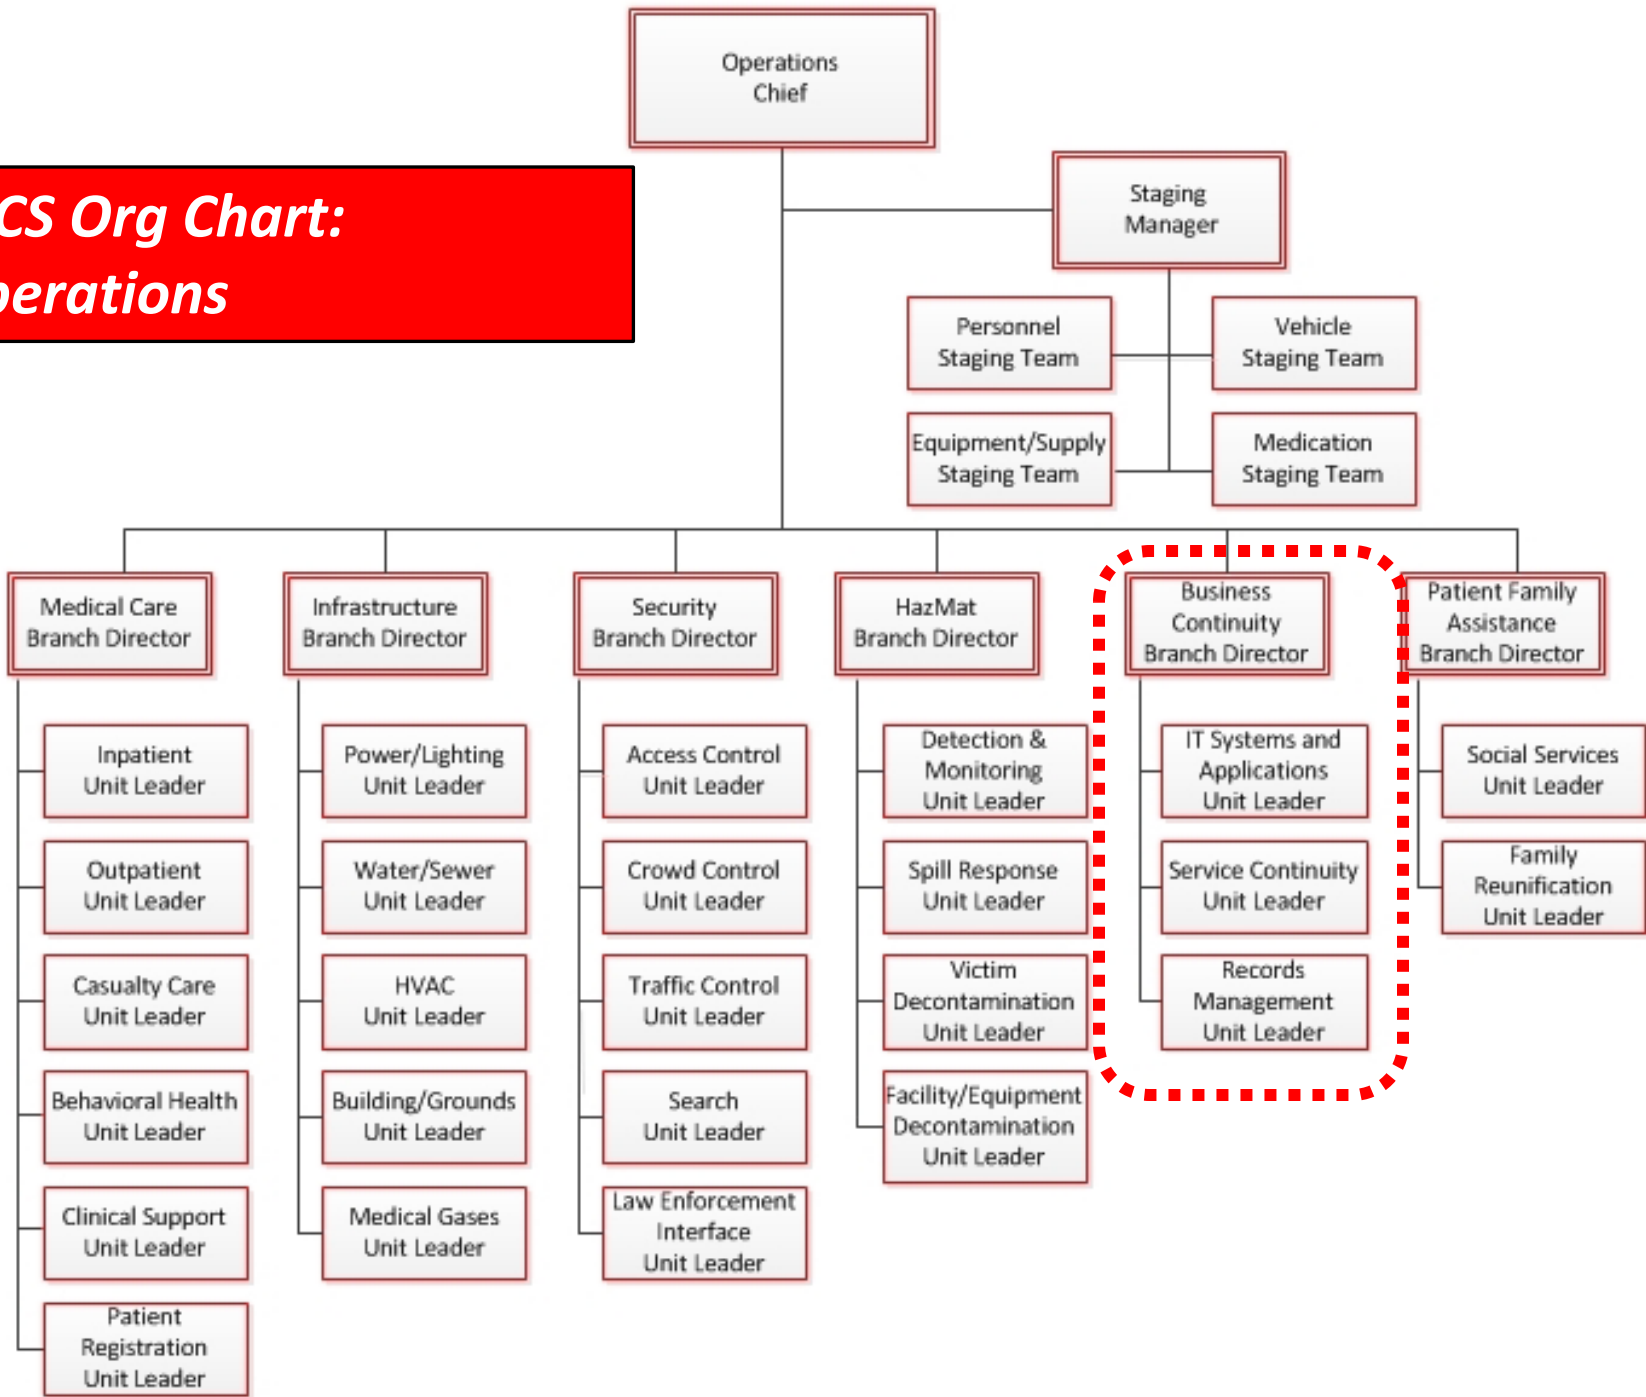 Operations
Chief
CS Org Chart:
perations
Staging
Manager
Personnel
Staging Team
Vehicle
Staging Team
Equipment/Supply
Staging Team
Medication
Staging Team
Medical Care
Branch Director
Infrastructure
Branch Director
Security
Branch Director
HazMat
Branch Director
Business
Continuity
Branch Director
Patient Family
Assistance
Branch Director
Inpatient
Unit Leader
Outpatient
Unit Leader
Casualty Care
Unit Leader
Behavioral Health
Unit Leader
Clinical Support
Unit Leader
Patient
Registration
Unit Leader
Power/Lighting
Unit Leader
Water/Sewer
Unit Leader
HVAC
Unit Leader
Building/Grounds
Unit Leader
Medical Gases
Unit Leader
Access Control
Unit Leader
Crowd Control
Unit Leader
Traffic Control
Unit Leader
Search
Unit Leader
Law Enforcement
Interface
Unit Leader
Detection &
Monitoring
Unit Leader
Spill Response
Unit Leader
Victim
Decontamination
Unit Leader
Facility/Equipment
Decontamination
Unit Leader
IT Systems and
Applications
Unit Leader
Service Continuity
Unit Leader
Records
Management
Unit Leader
Social Services
Unit Leader
Family
Reunification
Unit Leader